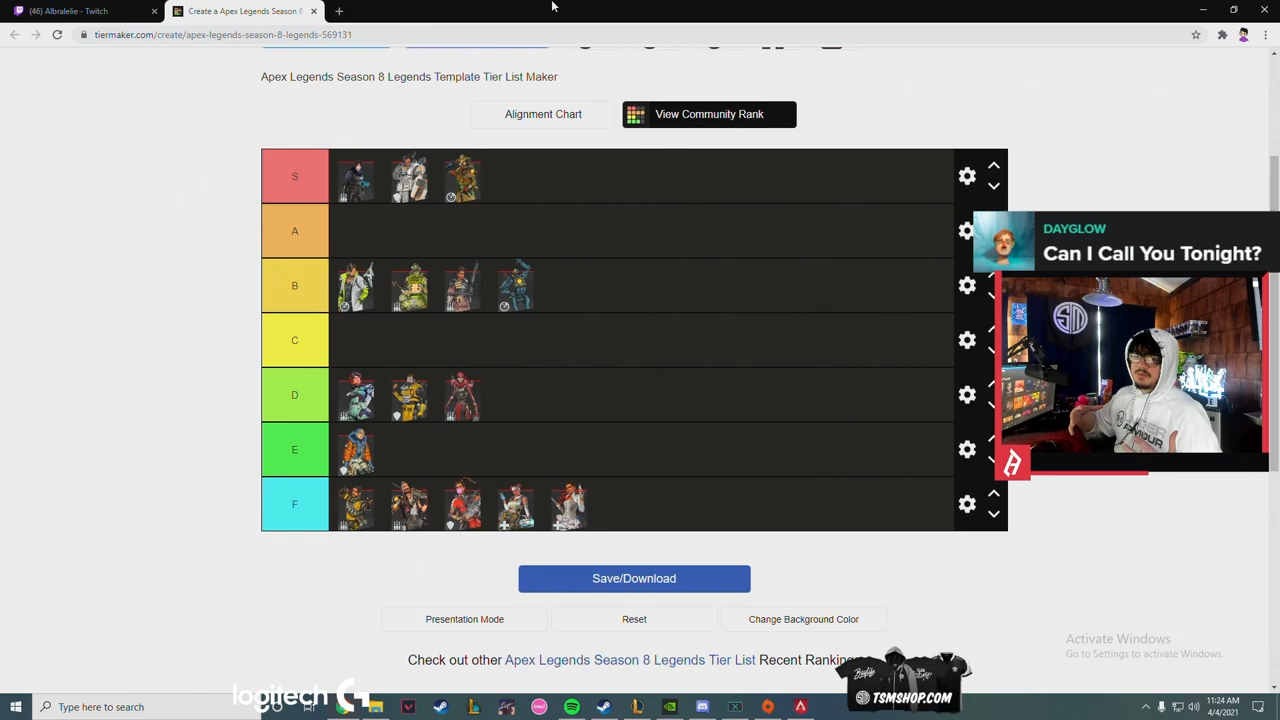 (46) Albralelie - Twitch
Create a Apex Legends Season 8
tiermaker.com/create/apex-legends-season-8-legends-569131
Apex Legends Season 8 Legends Template Tier List Maker
Alignment Chart
View Community Rank
S
A
DAYGLOW
Can I Call You Tonight?
B
C
D
E
F
Save/Download
Presentation Mode
Reset
Change Background Color
Activate Windows
Go to Settings to activate Windows.
Check out other Apex Legends Season 8 Legends Tier List Recent Ranking
TSMSHOP.COM
logitech G
Type here to search
11:24 AM
4/4/2021